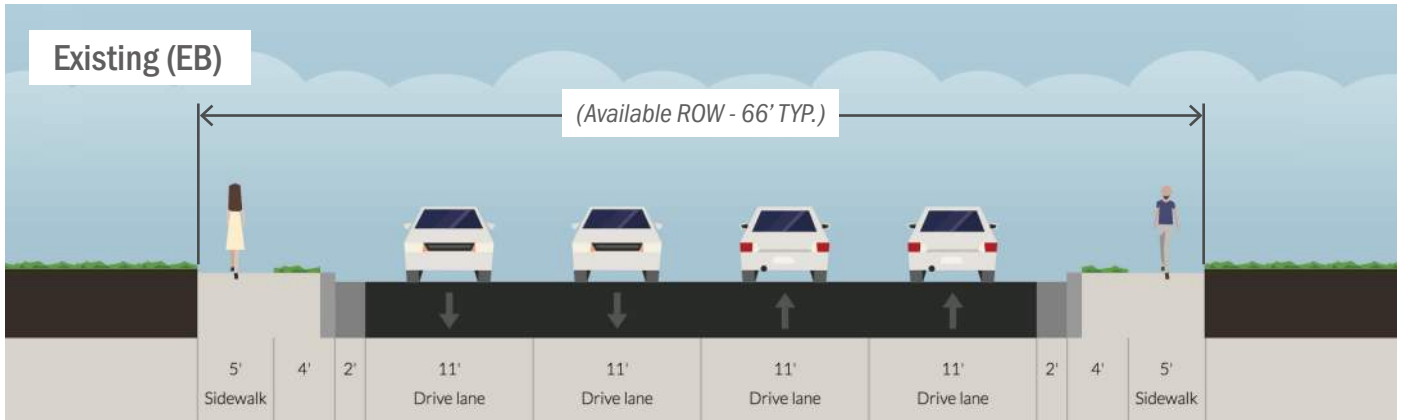 Existing (EB)
(Available ROW - 66' TYP.)
5' 4' 2' 11' 11' 11' 11' 2' 4' 5'
Sidewalk Drive lane Drive lane Drive lane Drive lane Sidewalk